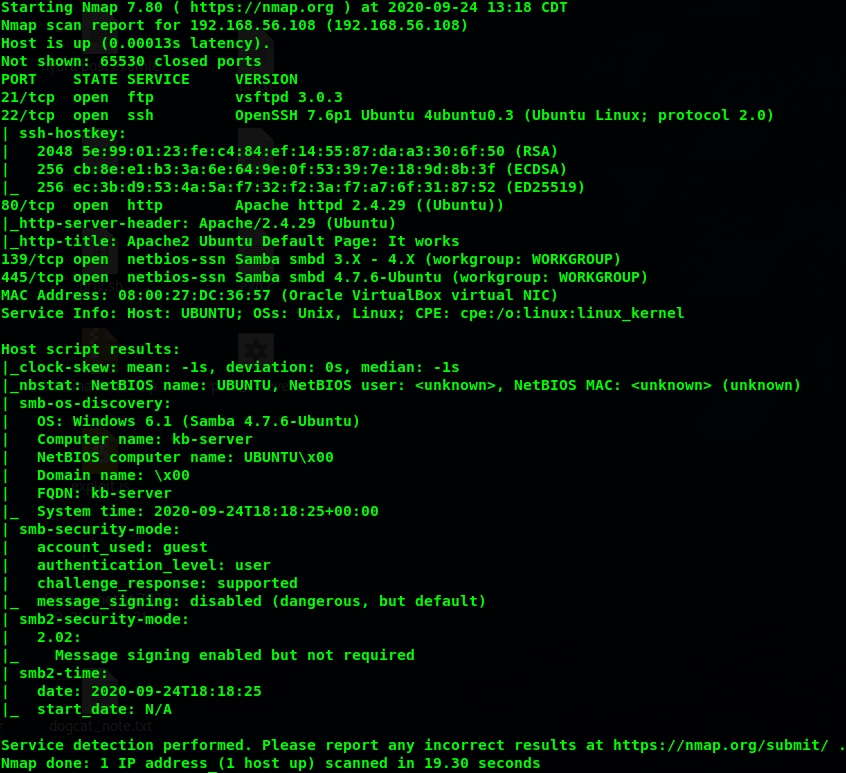 Starting Nmap 7.80 ( https://nmap.org ) at 2020-09-24 13:18 CDT
Nmap scan report for 192.168.56.108 (192.168.56.108)
Host is up (0.00013s latency).
Not shown: 65530 closed ports
PORT    STATE SERVICE     VERSION
21/tcp  open  ftp         vsftpd 3.0.3
22/tcp  open  ssh         OpenSSH 7.6p1 Ubuntu 4ubuntu0.3 (Ubuntu Linux; protocol 2.0)
| ssh-hostkey:
|   2048 5e:99:01:23:fe:c4:84:ef:14:55:87:da:a3:30:6f:50 (RSA)
|   256 cb:8e:e1:b3:3a:6e:64:9e:0f:53:39:7e:18:9d:8b:3f (ECDSA)
|_  256 ec:3b:d9:53:4a:5a:f7:32:f2:3a:f7:a7:6f:31:87:52 (ED25519)
80/tcp  open  http        Apache httpd 2.4.29 ((Ubuntu))
|_http-server-header: Apache/2.4.29 (Ubuntu)
|_http-title: Apache2 Ubuntu Default Page: It works
139/tcp open  netbios-ssn Samba smbd 3.X - 4.X (workgroup: WORKGROUP)
445/tcp open  netbios-ssn Samba smbd 4.7.6-Ubuntu (workgroup: WORKGROUP)
MAC Address: 08:00:27:DC:36:57 (Oracle VirtualBox virtual NIC)
Service Info: Host: UBUNTU; OSs: Unix, Linux; CPE: cpe:/o:linux:linux_kernel

Host script results:
|_clock-skew: mean: -1s, deviation: 0s, median: -1s
|_nbstat: NetBIOS name: UBUNTU, NetBIOS user: <unknown>, NetBIOS MAC: <unknown> (unknown)
| smb-os-discovery:
|   OS: Windows 6.1 (Samba 4.7.6-Ubuntu)
|   Computer name: kb-server
|   NetBIOS computer name: UBUNTU\x00
|   Domain name: \x00
|   FQDN: kb-server
|_  System time: 2020-09-24T18:18:25+00:00
| smb-security-mode:
|   account_used: guest
|   authentication_level: user
|   challenge_response: supported
|_  message_signing: disabled (dangerous, but default)
| smb2-security-mode:
|   2.02:
|_    Message signing enabled but not required
| smb2-time:
|   date: 2020-09-24T18:18:25
|_  start_date: N/A
dogcat_note.txt
Service detection performed. Please report any incorrect results at https://nmap.org/submit/ .
Nmap done: 1 IP address (1 host up) scanned in 19.30 seconds